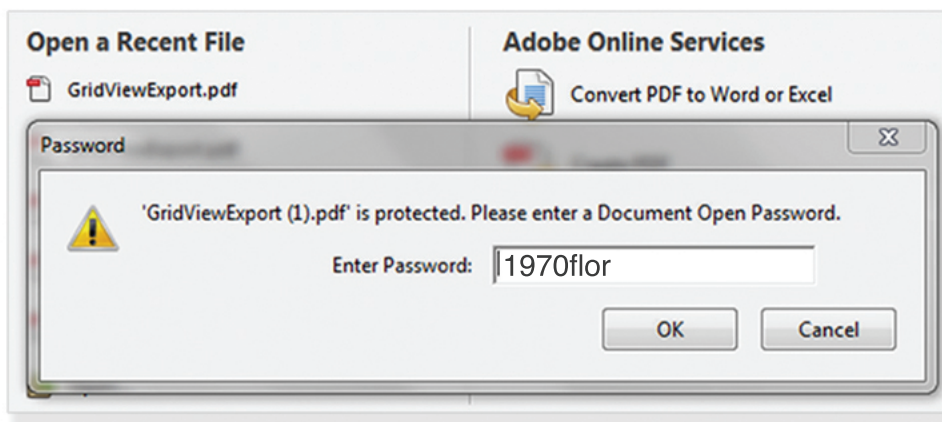 Open a Recent File
Adobe Online Services
GridViewExport.pdf
Convert PDF to Word or Excel
Password
'GridViewExport (1).pdf' is protected. Please enter a Document Open Password.
Enter Password: 1970flor
OK Cancel